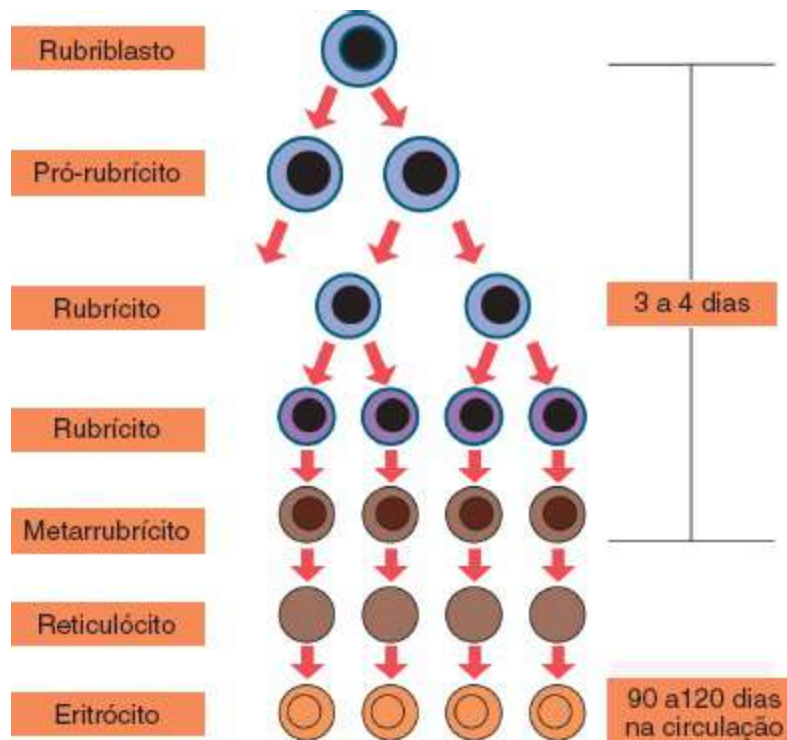 Rubriblasto
Pró-rubrícito
Rubrícito
3 a 4 dias
Rubrícito
Metarrubrícito
Reticulócito
Eritrócito
90 a120 dias
na circulação